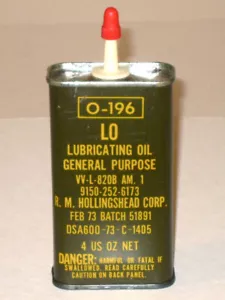 O-196
LO
LUBRICATING OIL
GENERAL PURPOSE
VV-L-820B AM. 1
9150-252-6173
R. M. HOLLINGSHEAD CORP.
FEB 73 BATCH 51891
DSA600-73-C-1405
4 US OZ NET
DANGER: HARMFUL OR FATAL IF
SWALLOWED. READ CAREFULLY
CAUTION ON BACK PANEL.